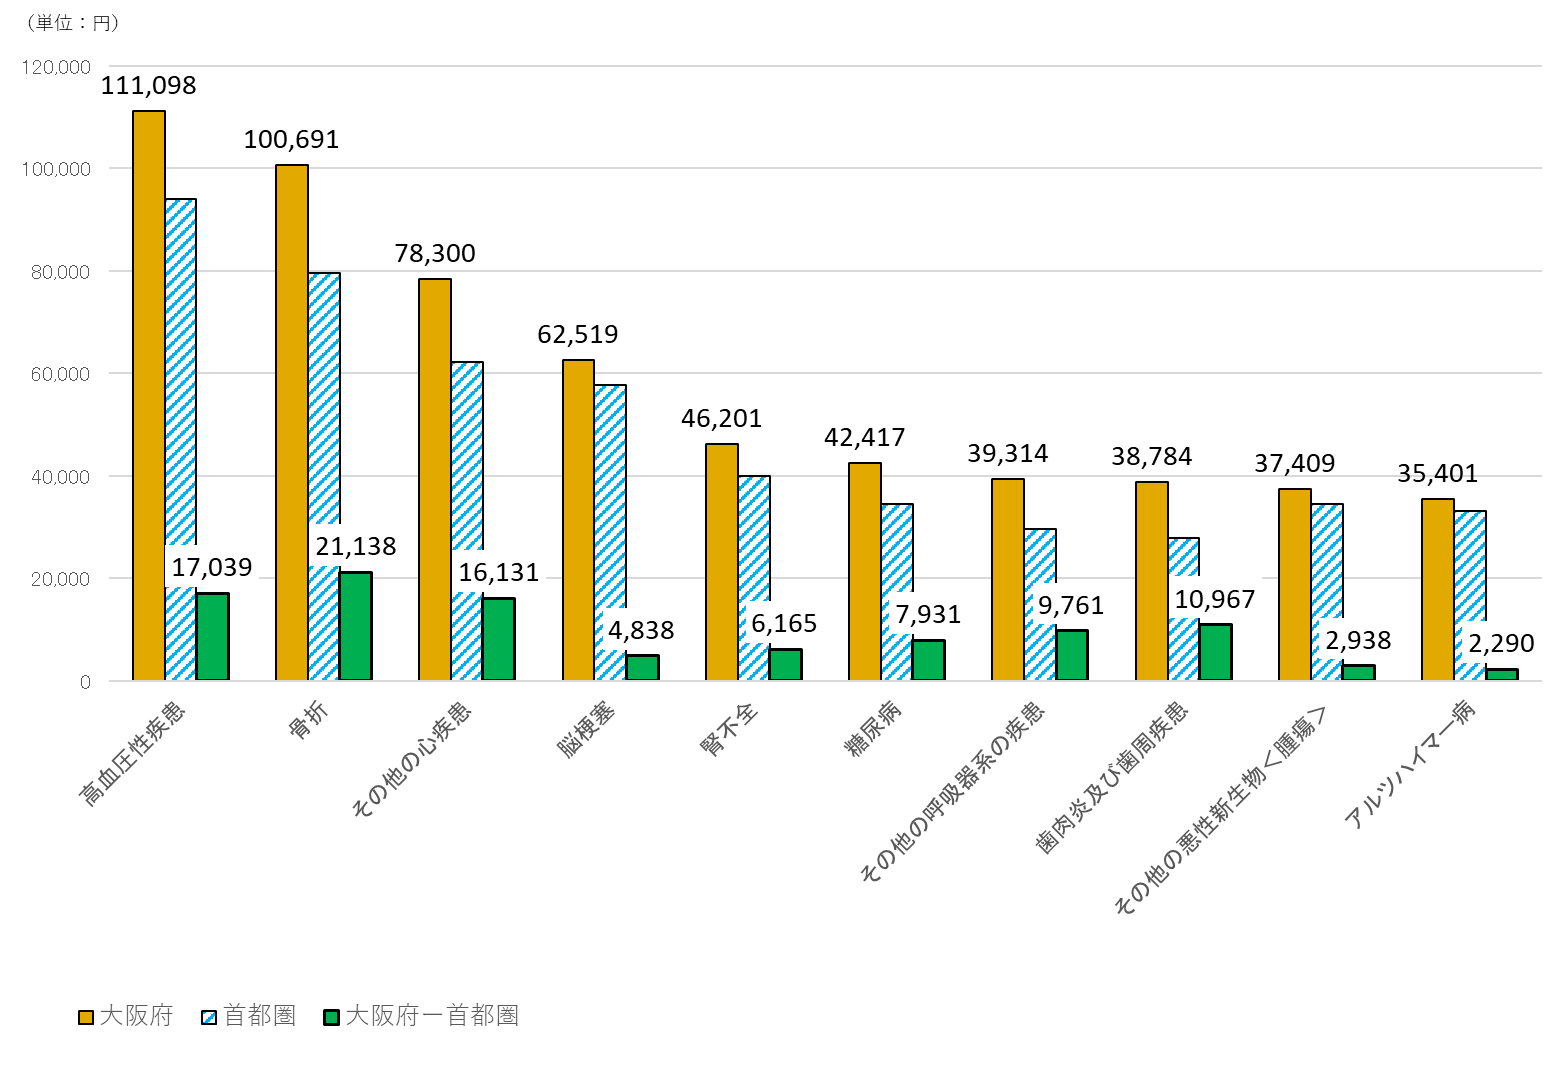 （単位：円）
120,000
100,000
80,000
60,000
40,000
20,000
0
111,098
100,691
78,300
62,519
46,201
42,417
39,314
38,784
37,409
35,401
17,039
21,138
16,131
4,838
6,165
7,931
9,761
10,967
2,938
2,290
高血圧性疾患
骨折
その他の心疾患
脳梗塞
腎不全
糖尿病
その他の呼吸器系の疾患
歯肉炎及び歯周疾患
その他の悪性新生物＜腫瘍＞
アルツハイマー病
大阪府
首都圏
大阪府ー首都圏